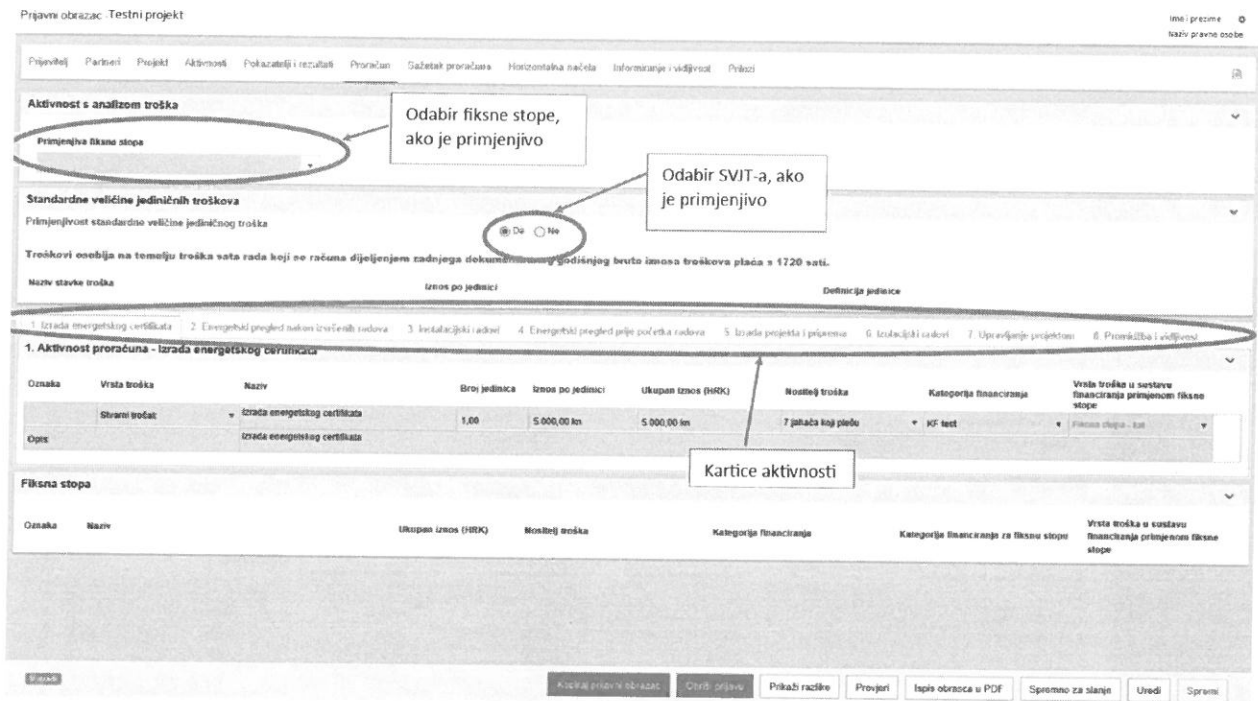 Prijavni obrazac -Testni projekt
Ime i prezime
Naziv pravne osobe
Prijavitelj Partneri Projekt Aktivnosti Pokazatelji i rezultati Proračun Sažetak proračuna Horizontalna načela Informiranje i vidljivost Prilozi
Aktivnost s analizom troška
Odabir fiksne stope,
ako je primjenjivo
Primjenjiva fiksna stopa
Odabir SVJT-a, ako
je primjenjivo
Standardne veličine jediničnih troškova
Primjenjivost standardne veličine jediničnog troška
Da Ne
Troškovi osoblja na temelju troška sata rada koji se računa dijeljenjem zadnjega godišnjeg bruto iznosa troškova plaća s 1720 sati.
Naziv stavke troška Iznos po jedinici Definicija jedinice
1. Izrada energetskog certifikata 2. Energetski pregled nakon izvršenih radova 3. Instalacijski radovi 4. Energetski pregled prije početka radova 5. Izrada projekta i priprema 6. Izolacijski radovi 7. Upravljanje projektom 8. Promidžba i vidljivost
1. Aktivnost proračuna - Izrada energetskog certifikata
Oznaka Vrsta troška Naziv Broj jedinica Iznos po jedinici Ukupan iznos (HRK) Nositelj troška Kategorija financiranja Vrsta troška u sustavu
financiranja primjenom fiksne
stope
Stvarni trošak Izrada energetskog certifikata 1,00 5.000,00 kn 5.000,00 kn 7 jahača koji plešu KF test
Opis: Izrada energetskog certifikata
Kartice aktivnosti
Fiksna stopa
Oznaka Naziv Ukupan iznos (HRK) Nositelj troška Kategorija financiranja Kategorija financiranja za fiksnu stopu Vrsta troška u sustavu
financiranja primjenom fiksne
stope
Kopiraj prijavni obrazac Obriši prijavu Prikaži razlike Provjeri Ispis obrasca u PDF Spremno za slanje Uredi Spremi